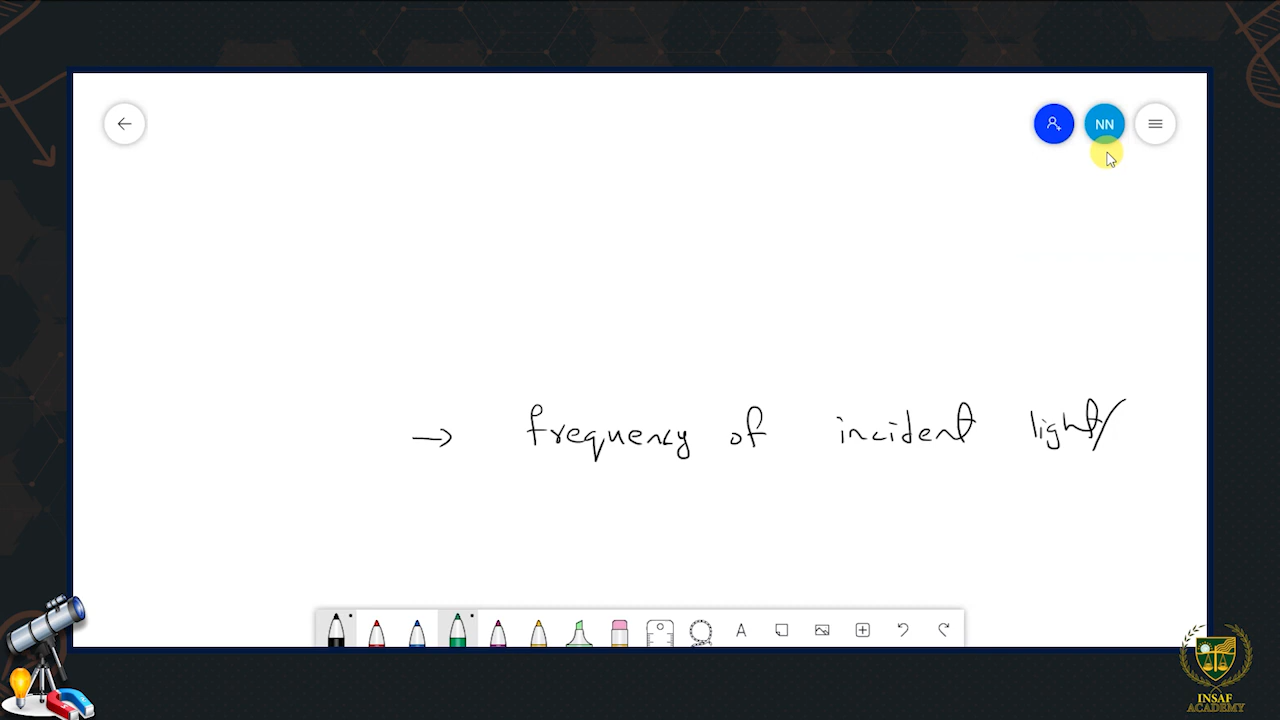 NN
→ frequency of incident light/
A
INSAF
ACADEMY